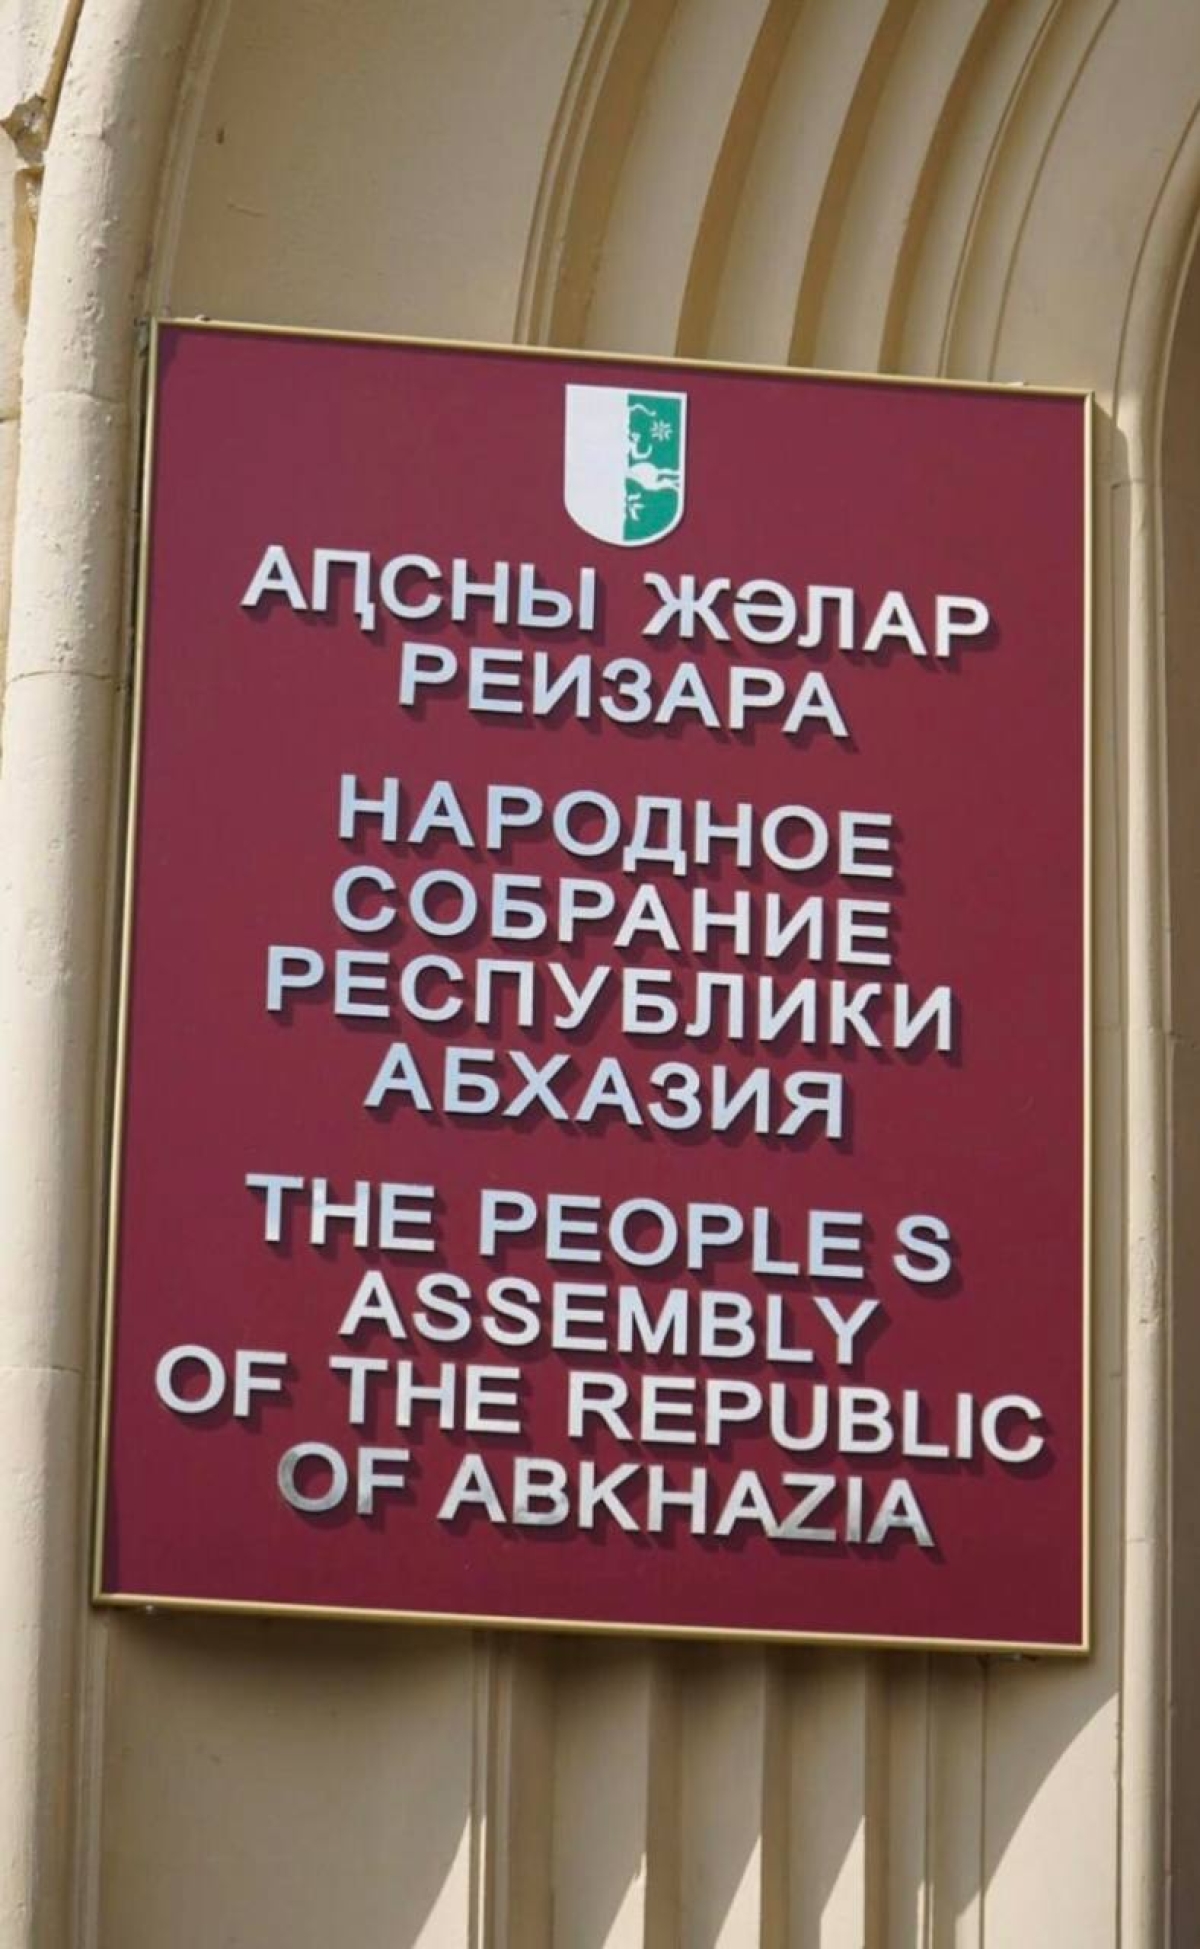 АԤСНЫ ЖӘЛАР
РЕИЗАРА
НАРОДНОЕ
СОБРАНИЕ
РЕСПУБЛИКИ
АБХАЗИЯ
THE PEOPLE S
ASSEMBLY
OF THE REPUBLIC
OF ABKHAZIA